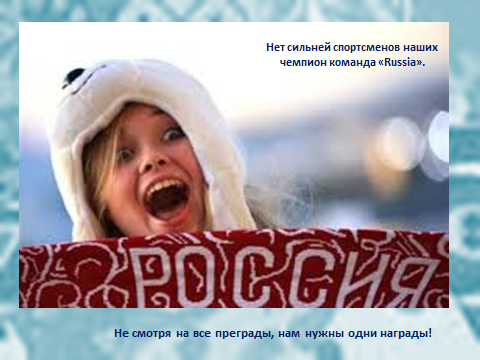 Нет сильней спортсменов наших
чемпион команда «Russia».
РОССИЯ
Не смотря на все преграды, нам нужны одни награды!